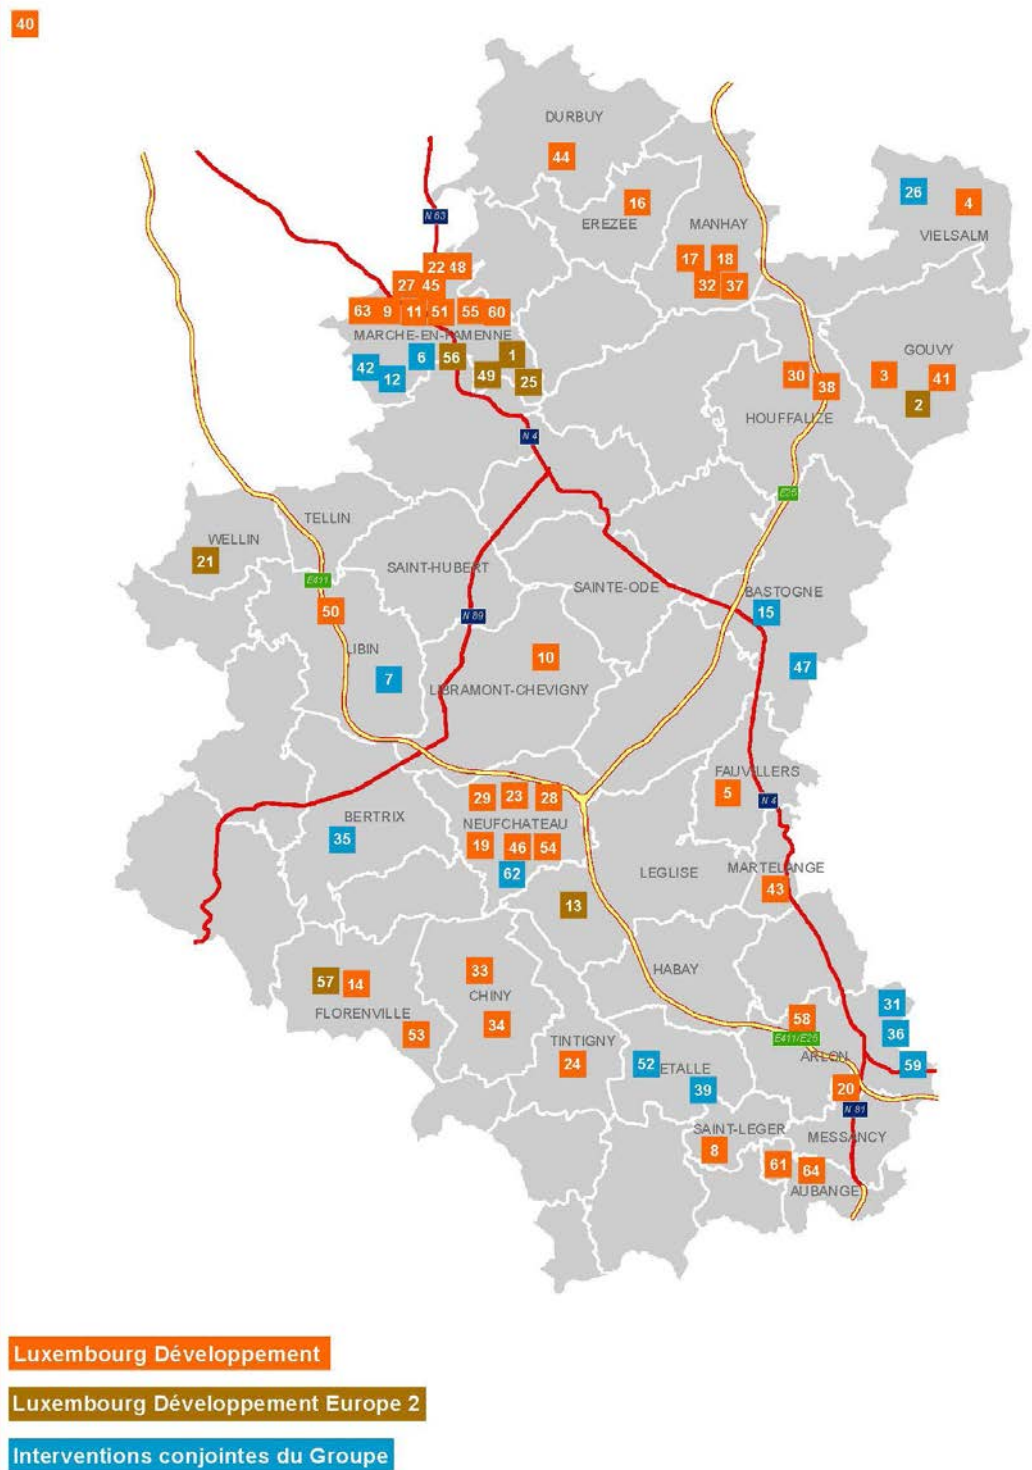 40
DURBUY
44
26
4
16
EREZEE
MANHAY
VIELSALM
N 63
17
18
22
48
27
45
32
37
63
9
11
51
55
60
MARCHE-EN-FAMENNE
GOUVY
42
12
6
56
49
1
25
30
38
3
41
2
HOUFFALIZE
N 4
E25
TELLIN
WELLIN
21
SAINT-HUBERT
E411
SAINTE-ODE
BASTOGNE
50
N 89
15
LIBIN
10
47
7
LIBRAMONT-CHEVIGNY
FAUVILLERS
29
23
28
5
N 4
BERTRIX
NEUFCHATEAU
35
19
46
54
62
LEGLISE
MARTELANGE
43
13
HABAY
57
14
33
CHINY
31
FLORENVILLE
53
34
58
36
TINTIGNY
E411/E25
24
52
ETALLE
ARLON
59
39
20
N 81
SAINT-LEGER
MESSANCY
8
61
64
AUBANGE
Luxembourg Développement
Luxembourg Développement Europe 2
Interventions conjointes du Groupe